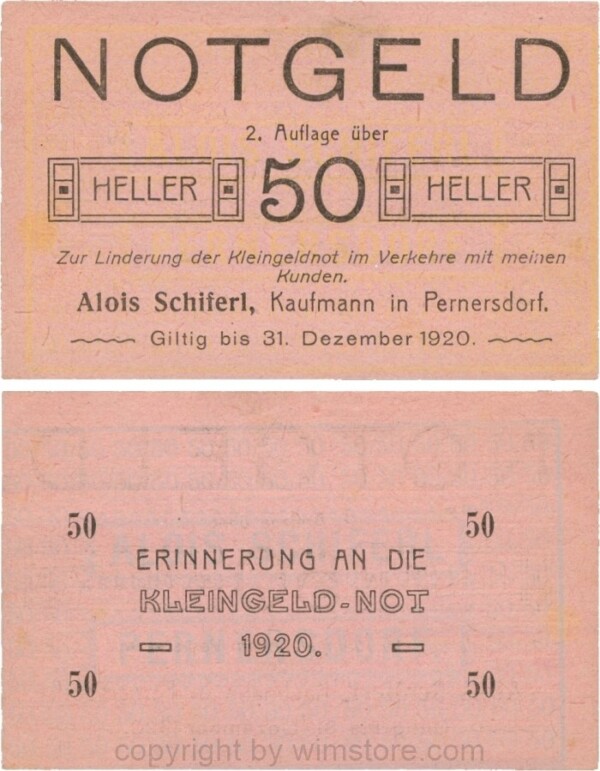 NOTGELD
2. Auflage über
HELLER 50 HELLER
Zur Linderung der Kleingeldnot im Verkehre mit meinen
Kunden.
Alois Schiferl, Kaufmann in Pernersdorf.
Giltig bis 31. Dezember 1920.
50 50
ERINNERUNG AN DIE
KLEINGELD-NOT
1920.
50 50
copyright by wimstore.com